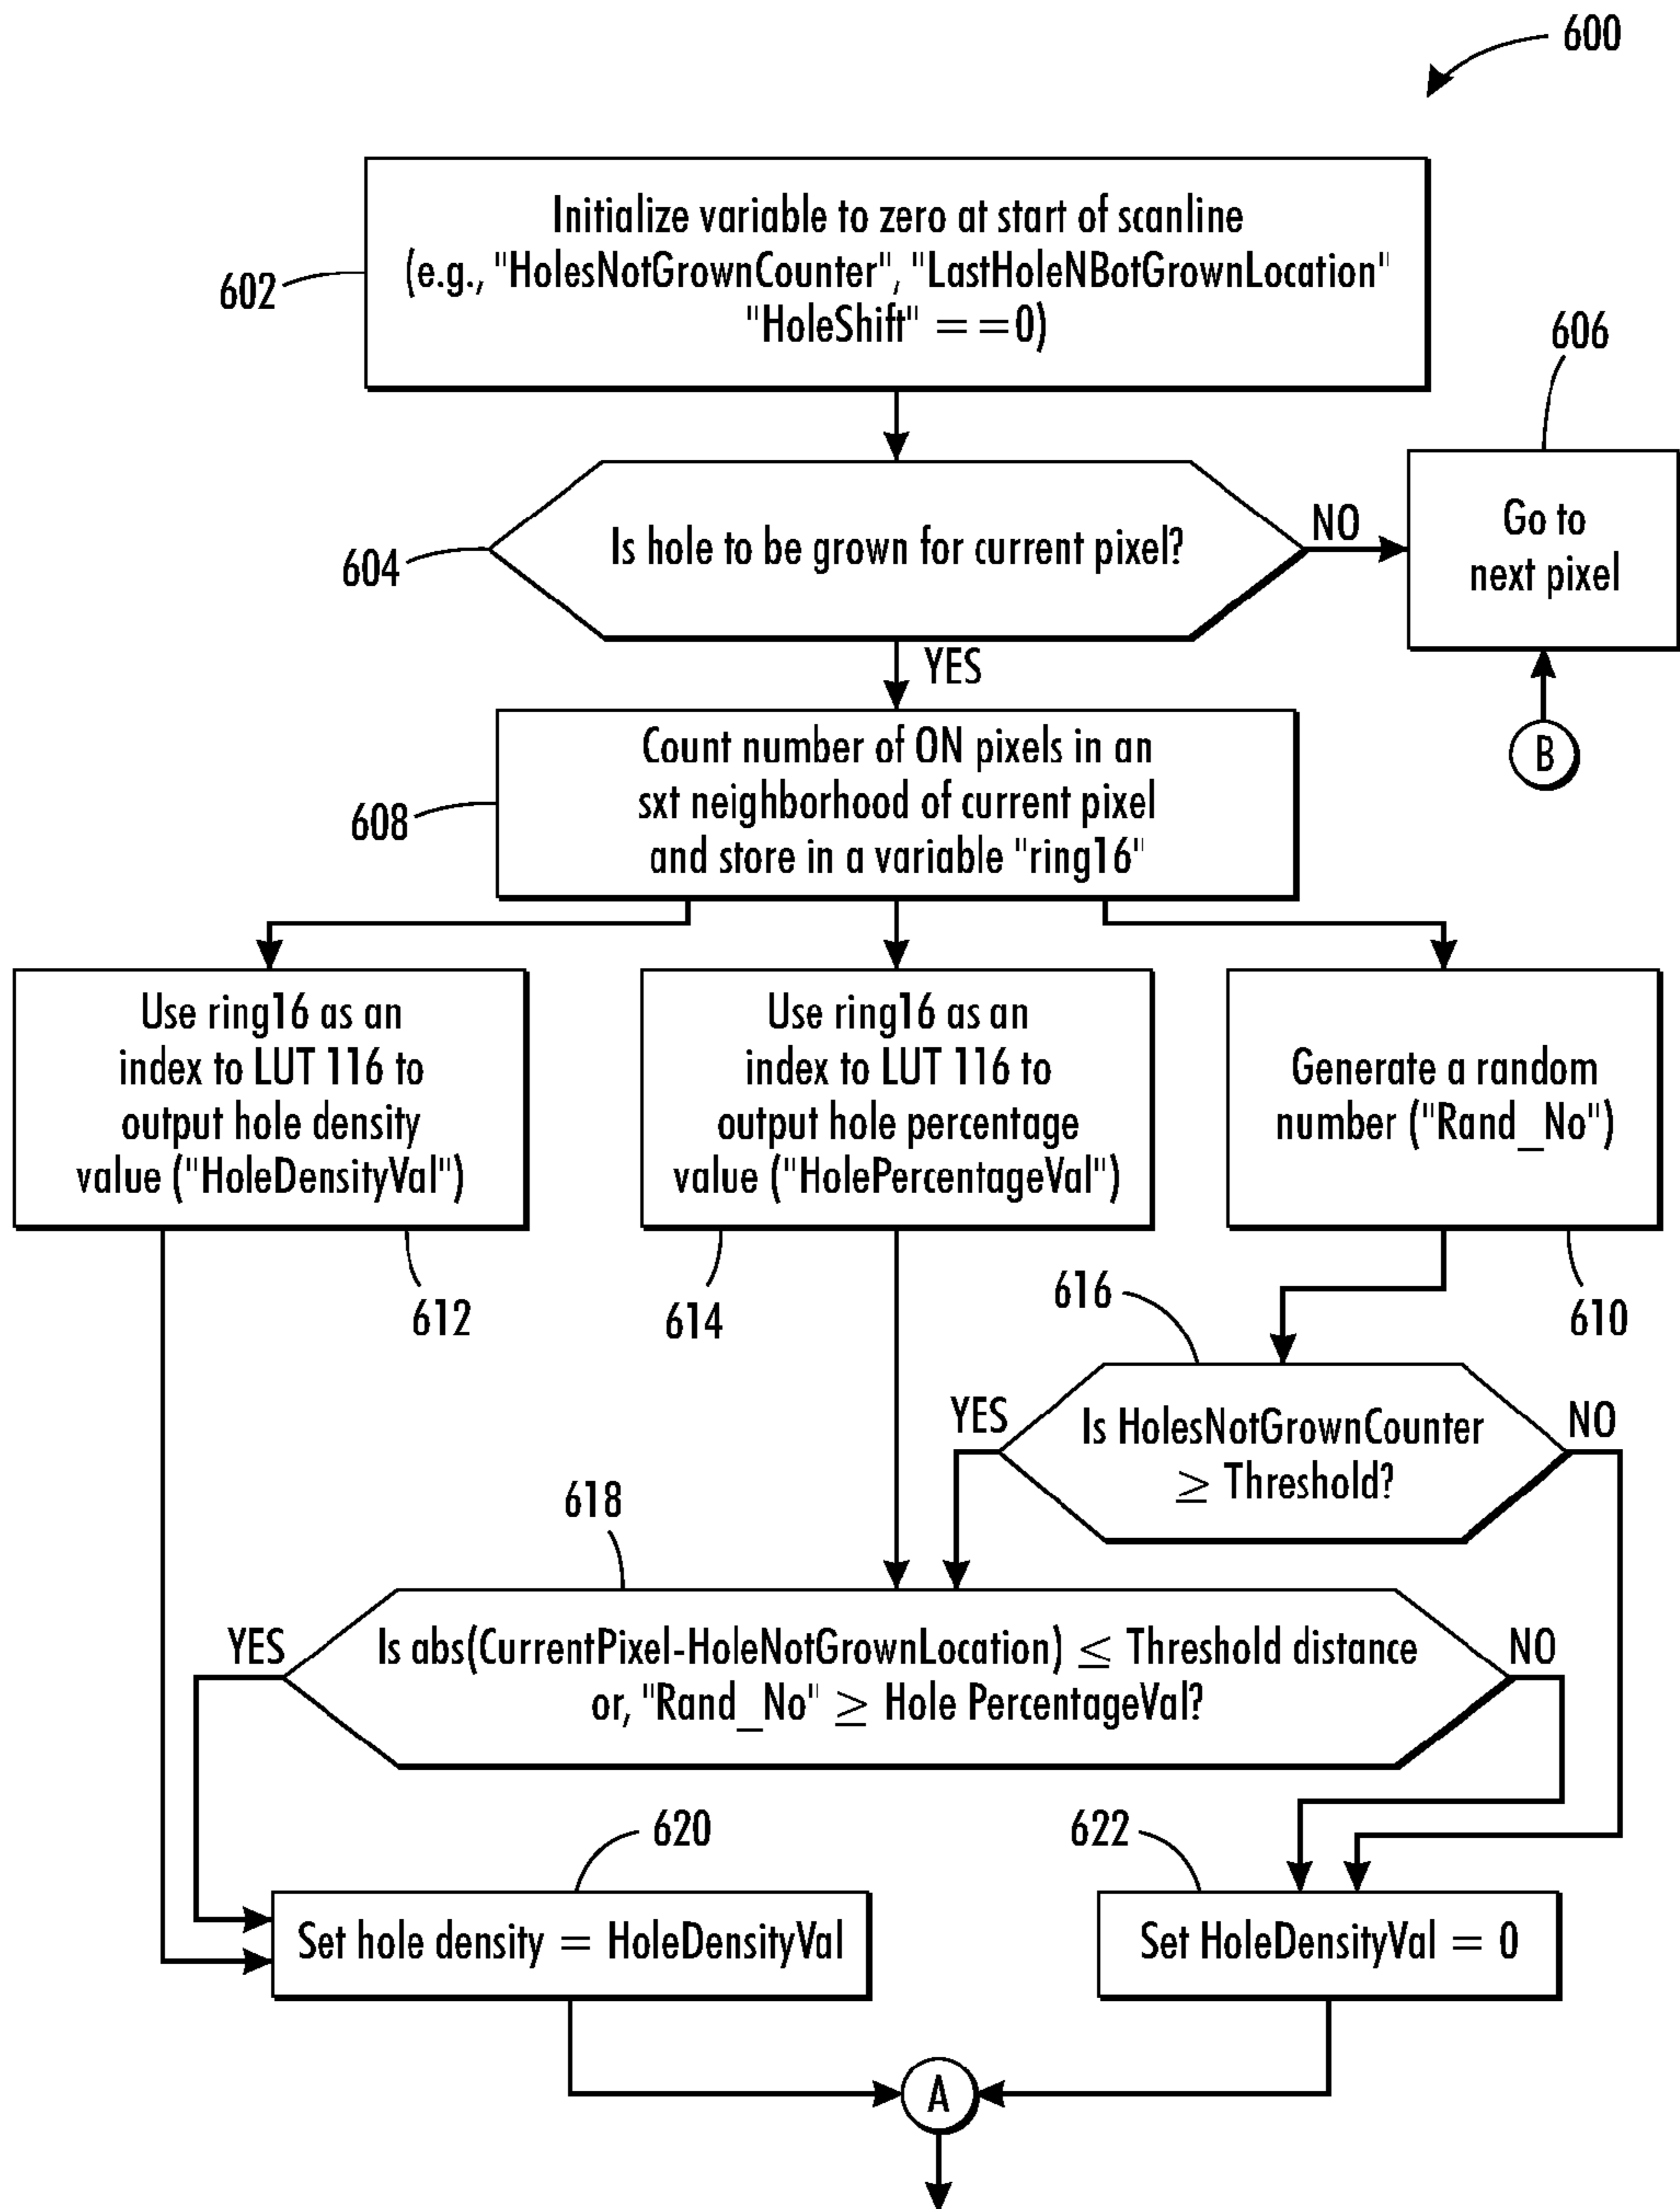 600
Initialize variable to zero at start of scanline
(e.g., "HolesNotGrownCounter", "LastHoleNBotGrownLocation"
"HoleShift" ==0)
602
606
Is hole to be grown for current pixel?
604
NO
Go to
next pixel
YES
B
Count number of ON pixels in an
sxt neighborhood of current pixel
and store in a variable "ring16"
608
Use ring16 as an
index to LUT 116 to
output hole density
value ("HoleDensityVal")
612
Use ring16 as an
index to LUT 116 to
output hole percentage
value ("HolePercentageVal")
614
Generate a random
number ("Rand_No")
610
616
YES
Is HolesNotGrownCounter
≥ Threshold?
NO
618
YES
Is abs(CurrentPixel-HoleNotGrownLocation) ≤ Threshold distance
or, "Rand_No" ≥ Hole PercentageVal?
NO
620
622
Set hole density = HoleDensityVal
Set HoleDensityVal = 0
A